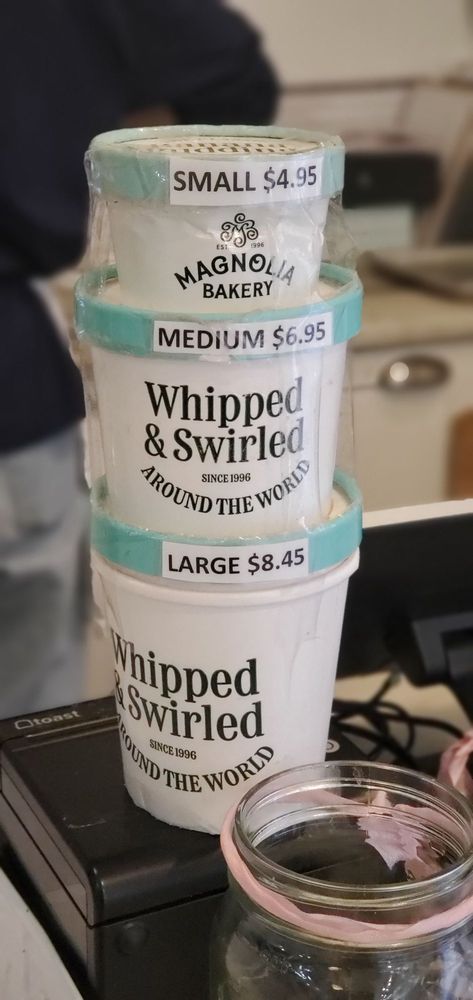 SMALL $4.95
EST. 1996
MAGNOLIA
BAKERY
MEDIUM $6.95
Whipped
& Swirled
SINCE 1996
AROUND THE WORLD
LARGE $8.45
Whipped
& Swirled
SINCE 1996
AROUND THE WORLD
toast